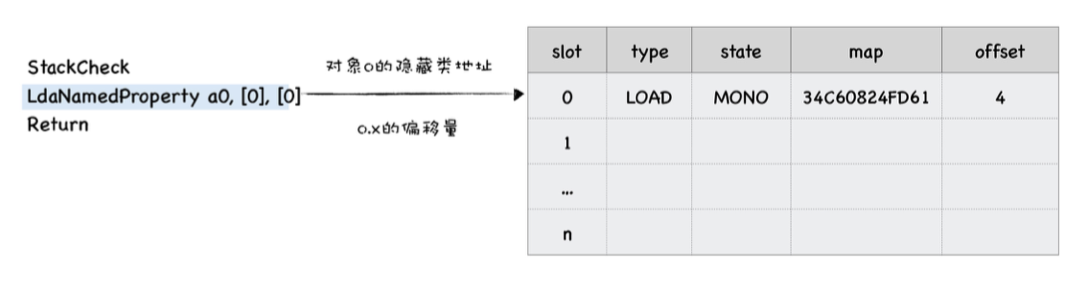 StackCheck
LdaNamedProperty a0, [0], [0]
Return
对象o的隐藏类地址
o.x的偏移量
slot type state map offset
0 LOAD MONO 34C60824FD61 4
1
...
n